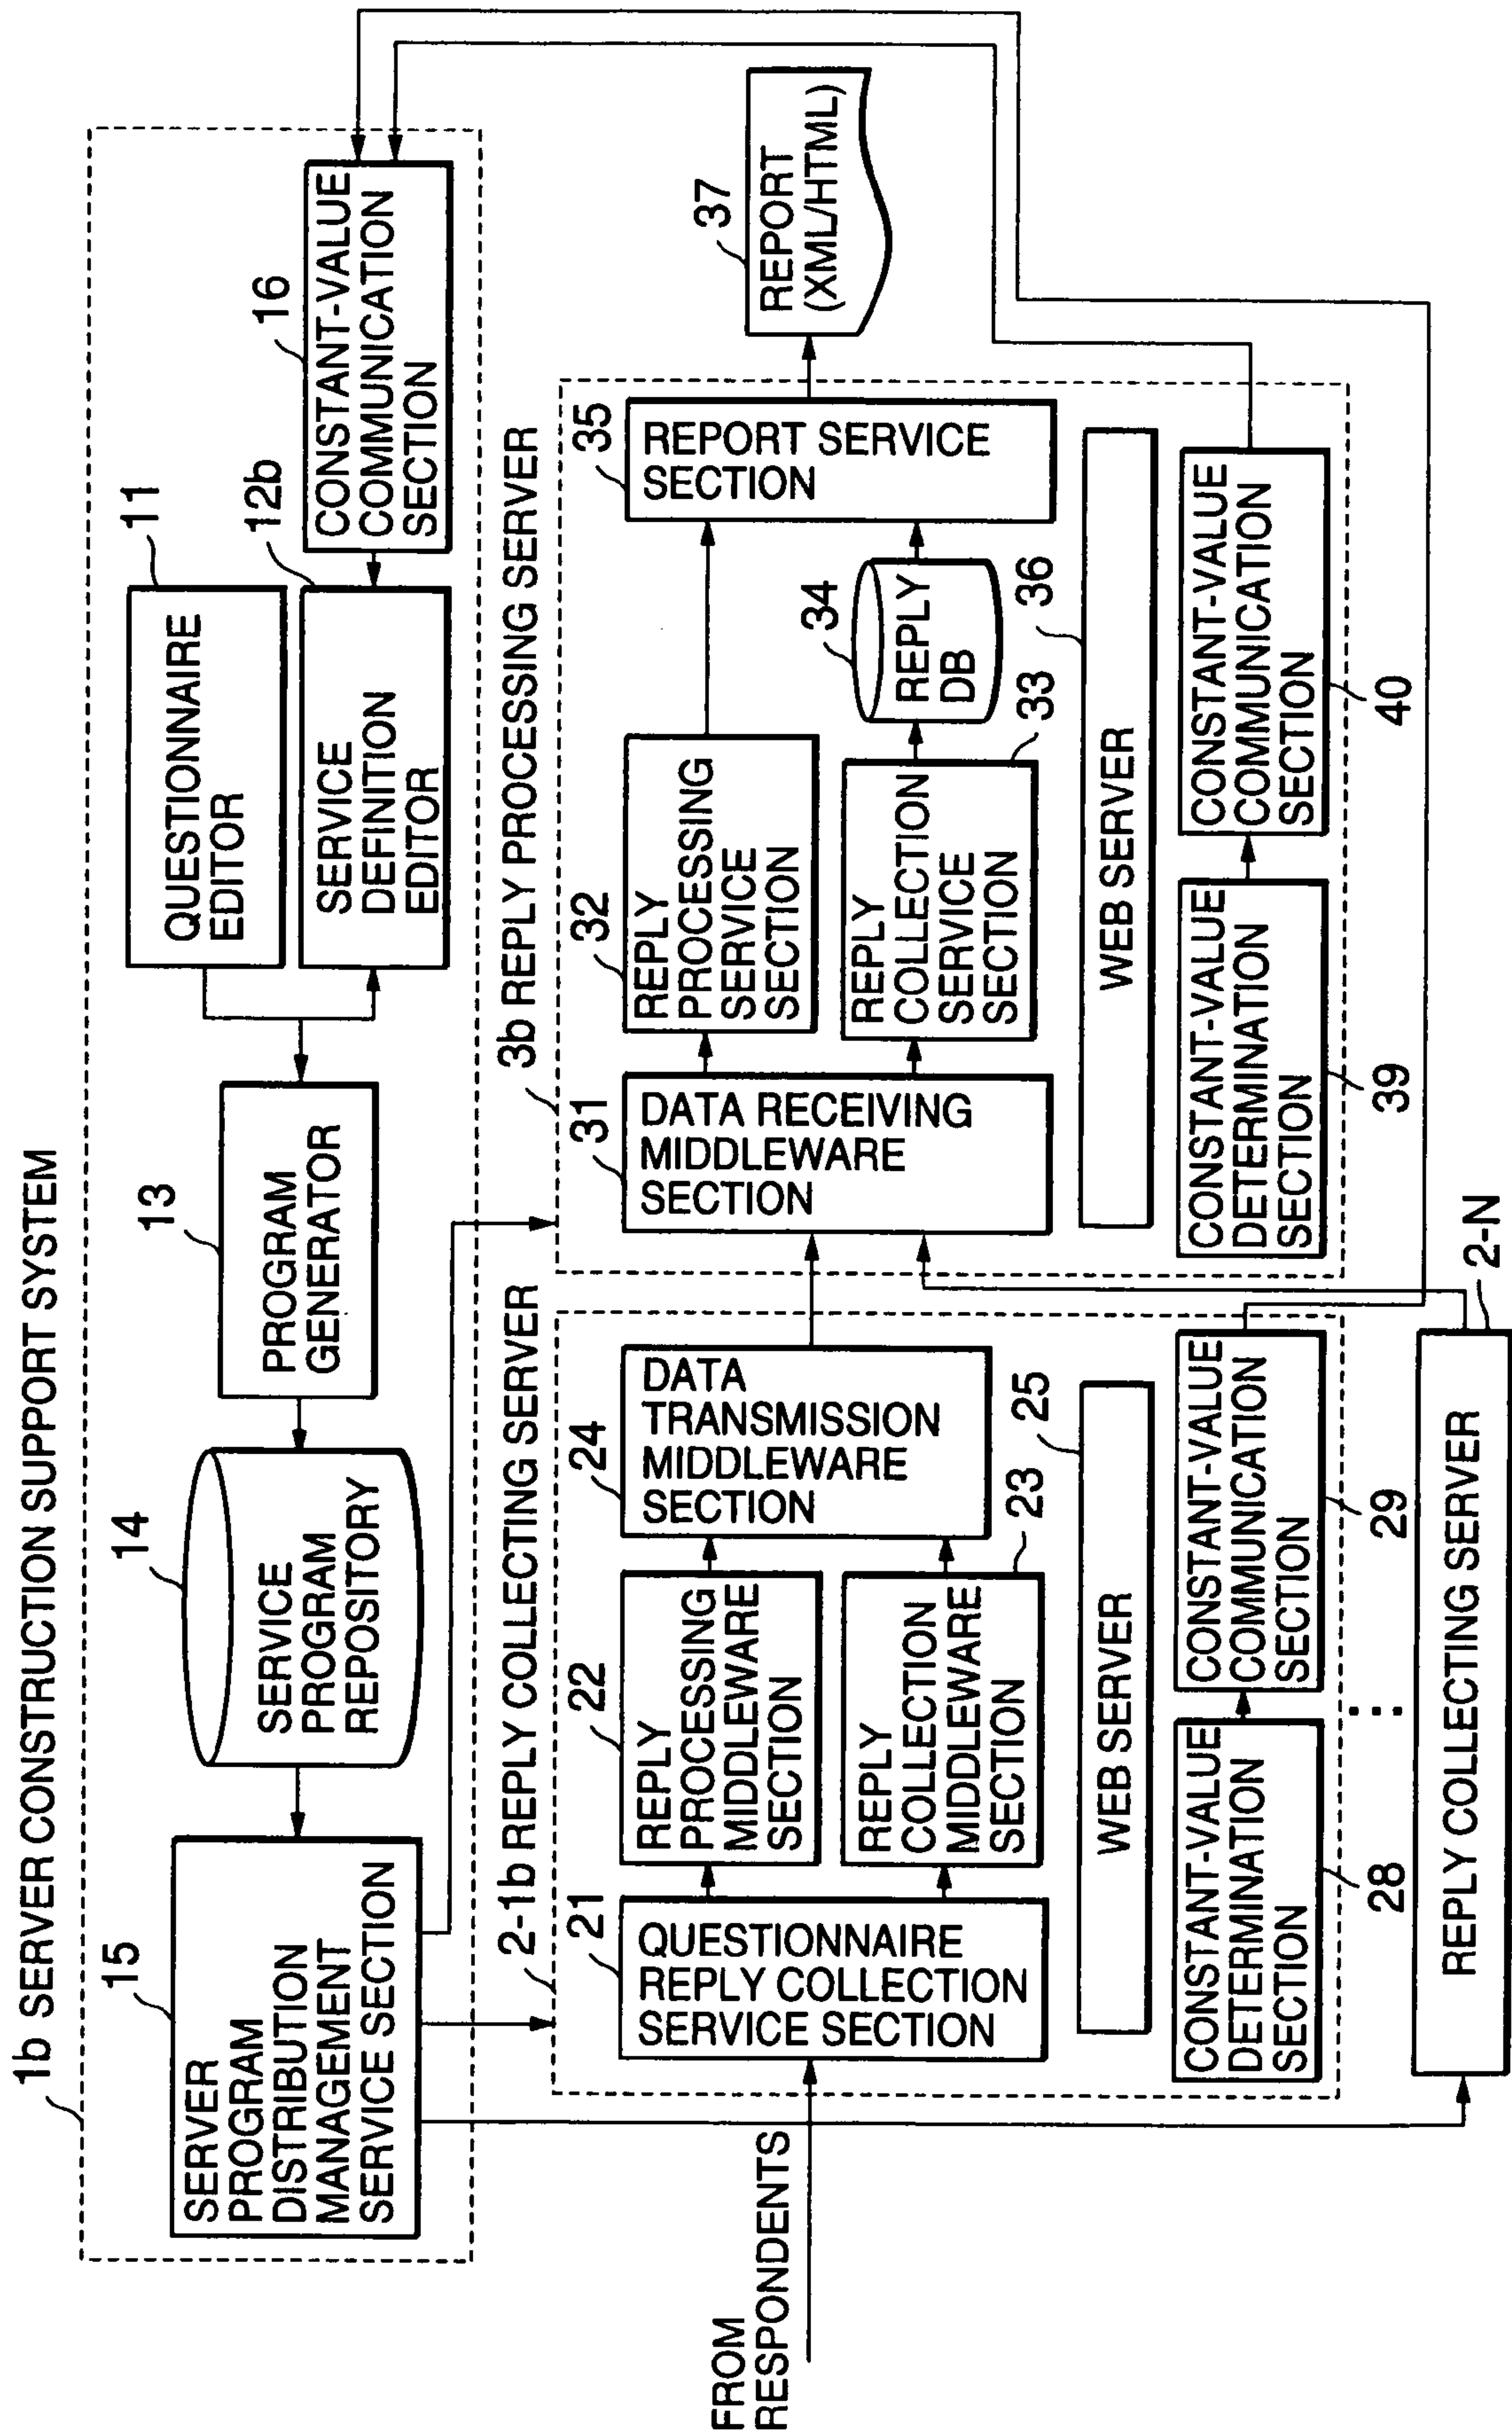 1b SERVER CONSTRUCTION SUPPORT SYSTEM
15
SERVER
PROGRAM
DISTRIBUTION
MANAGEMENT
SERVICE SECTION
14
SERVICE
PROGRAM
REPOSITORY
13
PROGRAM
GENERATOR
11
QUESTIONNAIRE
EDITOR
12b
SERVICE
DEFINITION
EDITOR
16
CONSTANT-VALUE
COMMUNICATION
SECTION
2-1b REPLY COLLECTING SERVER
FROM
RESPONDENTS
21
QUESTIONNAIRE
REPLY COLLECTION
SERVICE SECTION
22
REPLY
PROCESSING
MIDDLEWARE
SECTION
REPLY
COLLECTION
MIDDLEWARE
SECTION
23
24
DATA
TRANSMISSION
MIDDLEWARE
SECTION
25
WEB SERVER
CONSTANT-VALUE
DETERMINATION
SECTION
28
CONSTANT-VALUE
COMMUNICATION
SECTION
29
...
REPLY COLLECTING SERVER
2-N
3b REPLY PROCESSING SERVER
31
DATA RECEIVING
MIDDLEWARE
SECTION
32
REPLY
PROCESSING
SERVICE
SECTION
REPLY
COLLECTION
SERVICE
SECTION
33
34
REPLY
DB
35
REPORT SERVICE
SECTION
36
WEB SERVER
CONSTANT-VALUE
DETERMINATION
SECTION
39
CONSTANT-VALUE
COMMUNICATION
SECTION
40
37
REPORT
(XML/HTML)